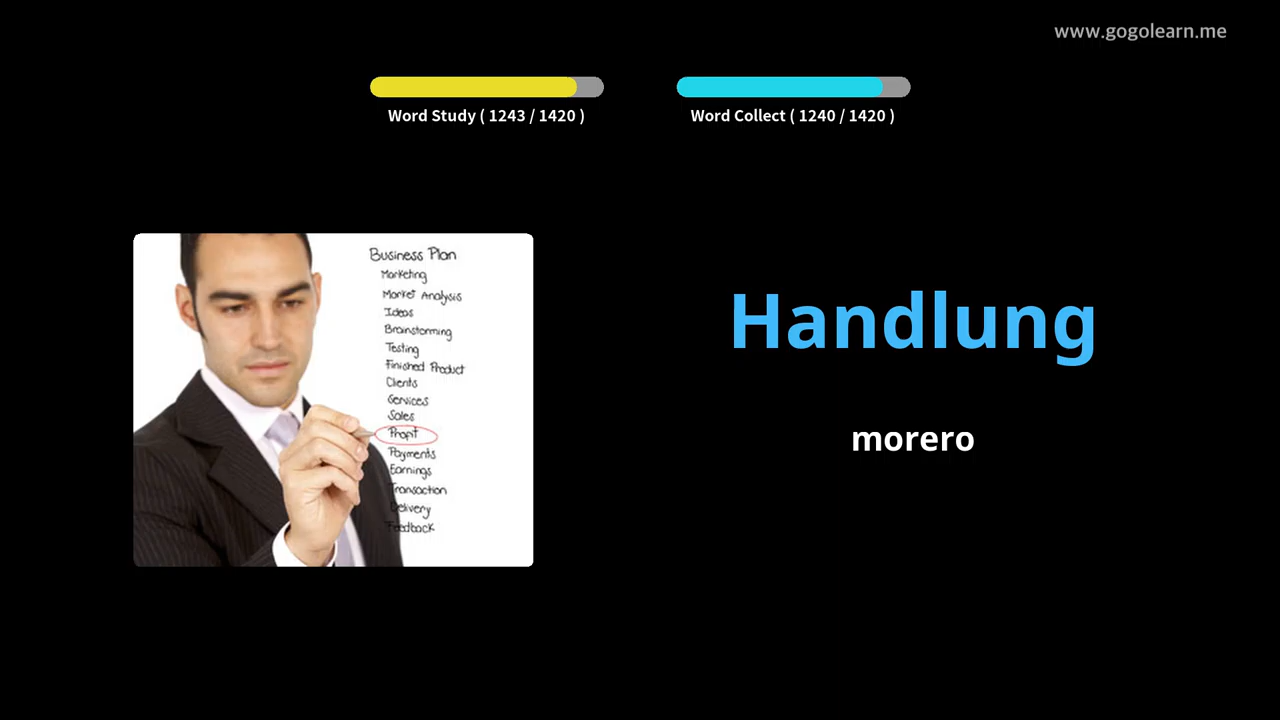 www.gogolearn.me
Word Study ( 1243 / 1420 )
Word Collect ( 1240 / 1420 )
Business Plan
Marketing
Market Analysis
Ideas
Brainstorming
Testing
Finished Product
Clients
Services
Sales
Profit
Payments
Earnings
Transaction
Delivery
Feedback
Handlung
morero